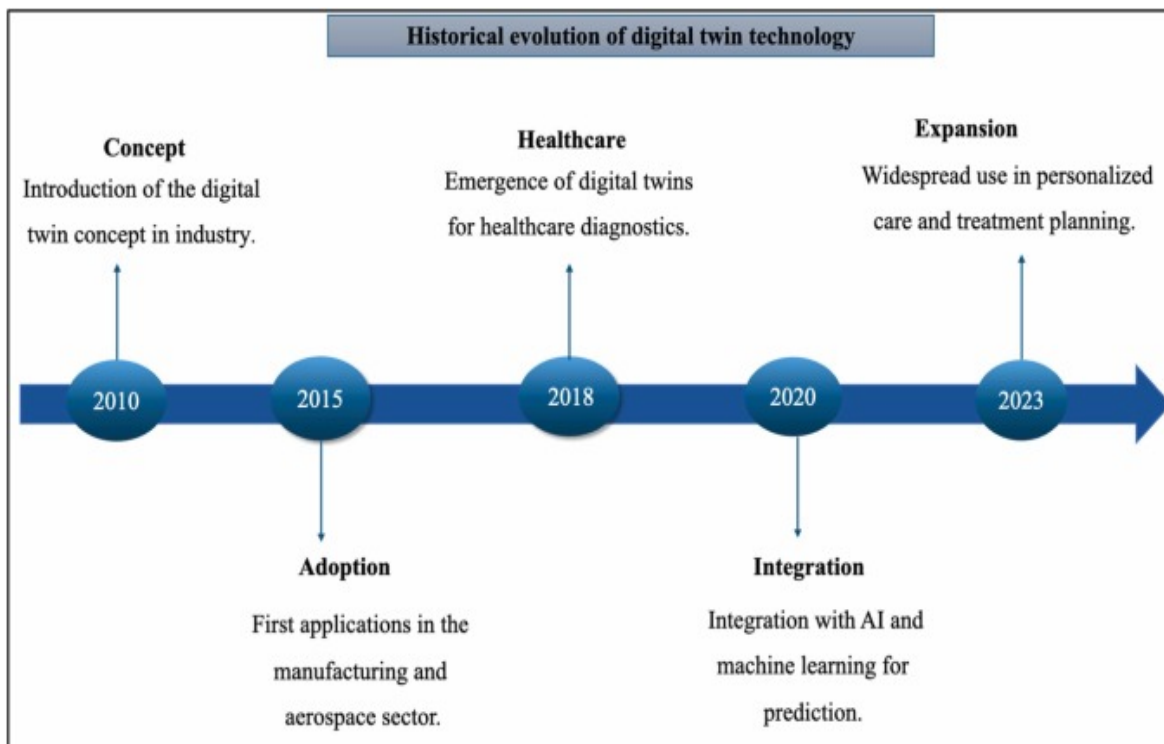 Historical evolution of digital twin technology
Concept
Introduction of the digital
twin concept in industry.
Healthcare
Emergence of digital twins
for healthcare diagnostics.
Expansion
Widespread use in personalized
care and treatment planning.
2010
2015
2018
2020
2023
Adoption
First applications in the
manufacturing and
aerospace sector.
Integration
Integration with AI and
machine learning for
prediction.